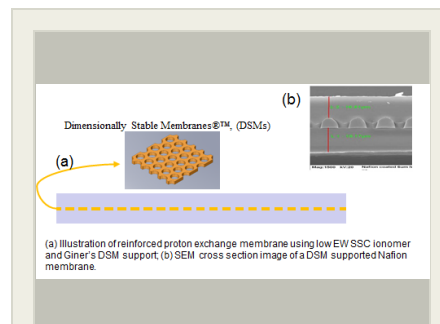 (b)
Dimensionally Stable Membranes®™, (DSMs)
(a)
(a) Illustration of reinforced proton exchange membrane using low EW SSC ionomer
and Giner's DSM support; (b) SEM cross section image of a DSM supported Nafion
membrane.